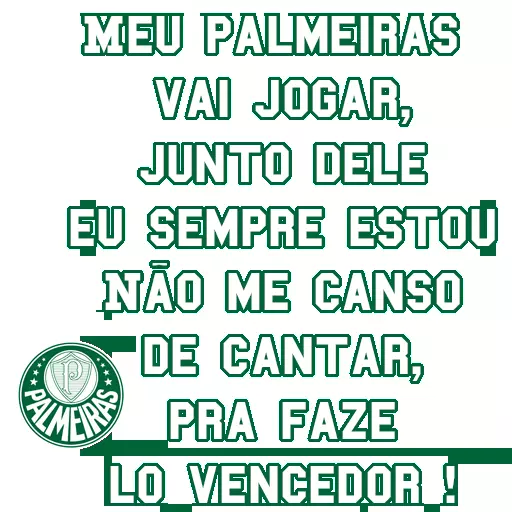 MEU PALMEIRAS
VAI JOGAR,
JUNTO DELE
EU SEMPRE ESTOU
NÃO ME CANSO
DE CANTAR,
P
PALMEIRAS
PRA FAZE
LO VENCEDOR !